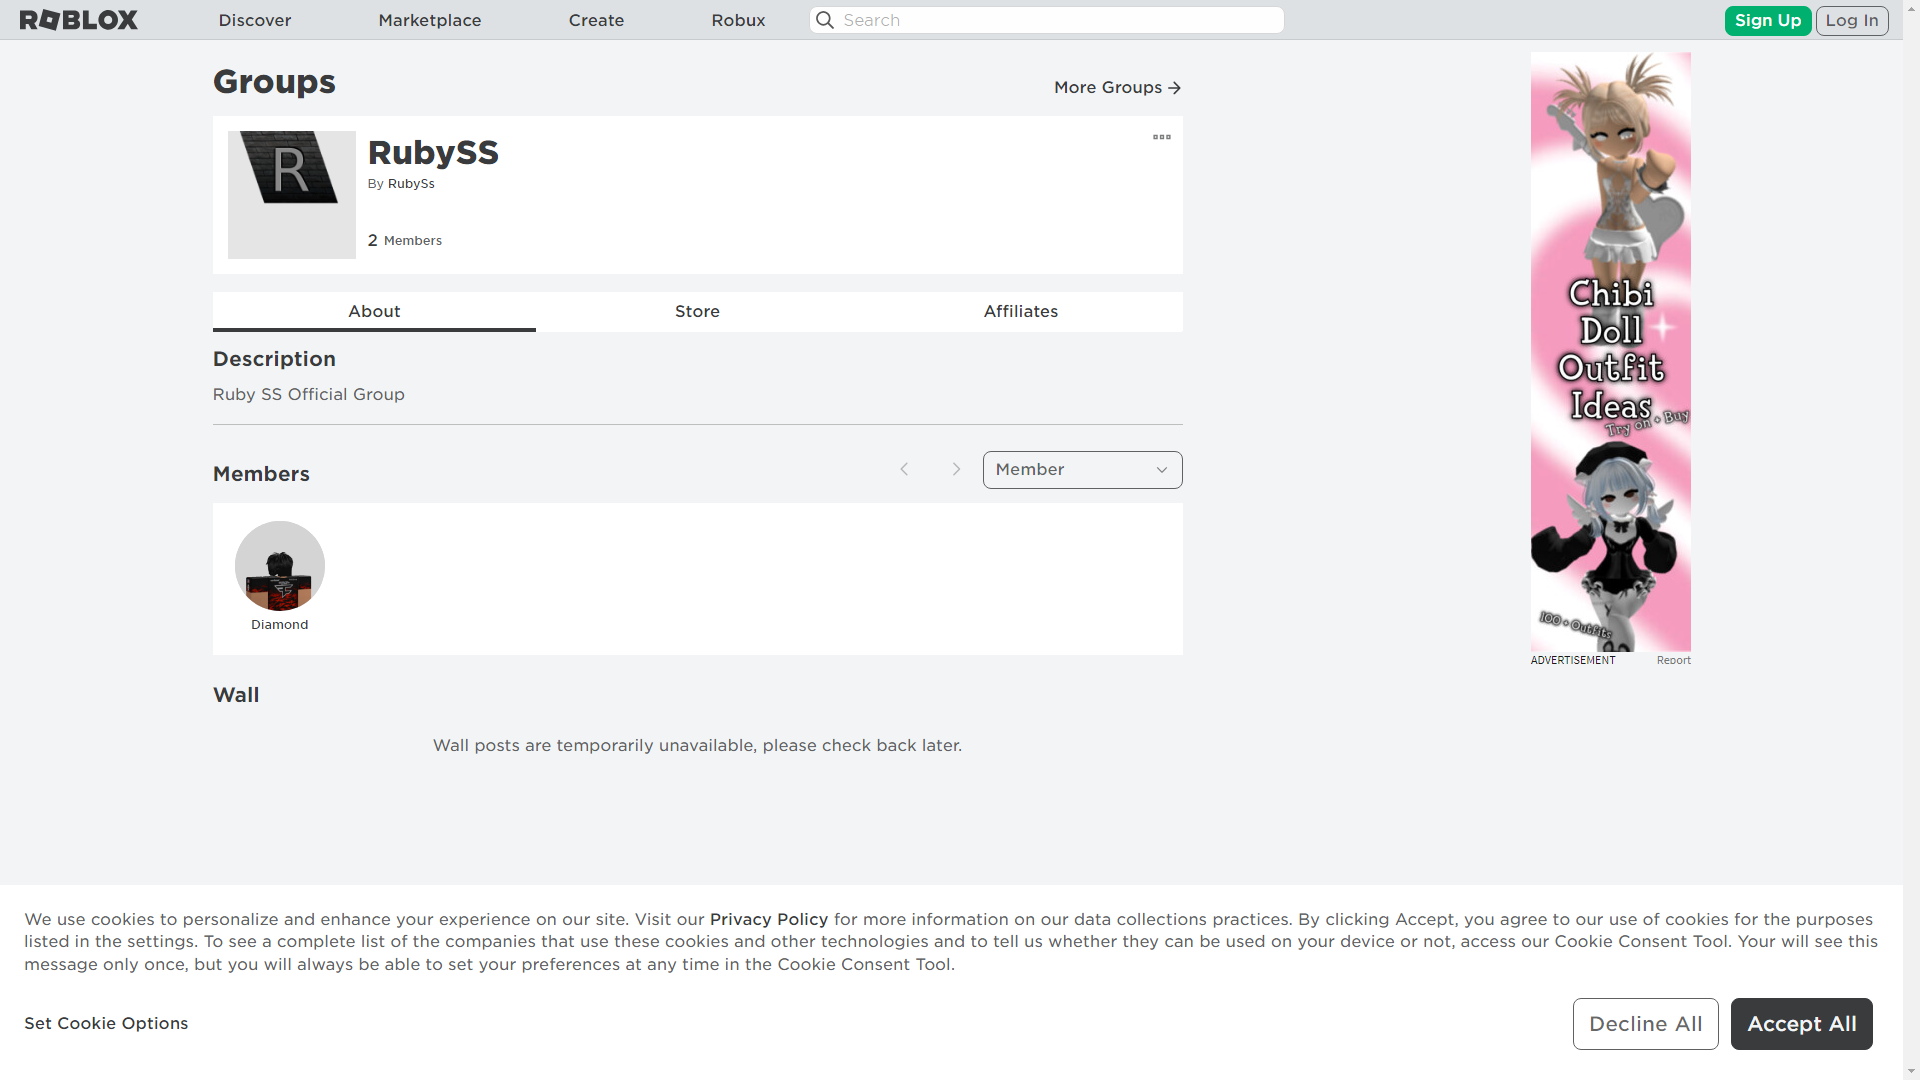 ROBLOX
Discover
Marketplace
Create
Robux
Search
Sign Up
Log In
Groups
More Groups
R
RubySS
By RubySs
2 Members
About
Store
Affiliates
Description
Ruby SS Official Group
Members
Member
Diamond
Wall
Wall posts are temporarily unavailable, please check back later.
Chibi
Doll
Outfit
Ideas
Try on + Buy
100 + Outfits
ADVERTISEMENT
Report
We use cookies to personalize and enhance your experience on our site. Visit our Privacy Policy for more information on our data collections practices. By clicking Accept, you agree to our use of cookies for the purposes
listed in the settings. To see a complete list of the companies that use these cookies and other technologies and to tell us whether they can be used on your device or not, access our Cookie Consent Tool. Your will see this
message only once, but you will always be able to set your preferences at any time in the Cookie Consent Tool.
Set Cookie Options
Decline All
Accept All